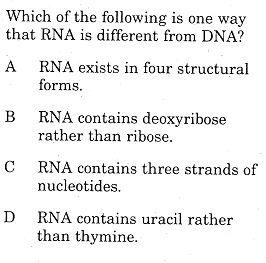 Which of the following is one way
that RNA is different from DNA?
A RNA exists in four structural
forms.
B RNA contains deoxyribose
rather than ribose.
C RNA contains three strands of
nucleotides.
D RNA contains uracil rather
than thymine.